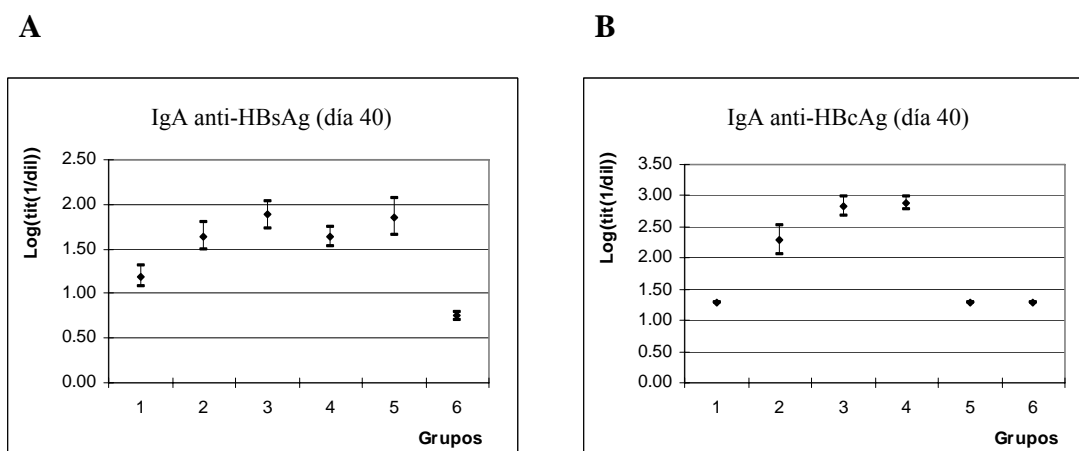 A
B
IgA anti-HBsAg (día 40)
Log(tit(1/dil))
2.50
2.00
1.50
1.00
0.50
0.00
1 2 3 4 5 6
Grupos
IgA anti-HBcAg (día 40)
Log(tit(1/dil))
3.50
3.00
2.50
2.00
1.50
1.00
0.50
0.00
1 2 3 4 5 6
Grupos